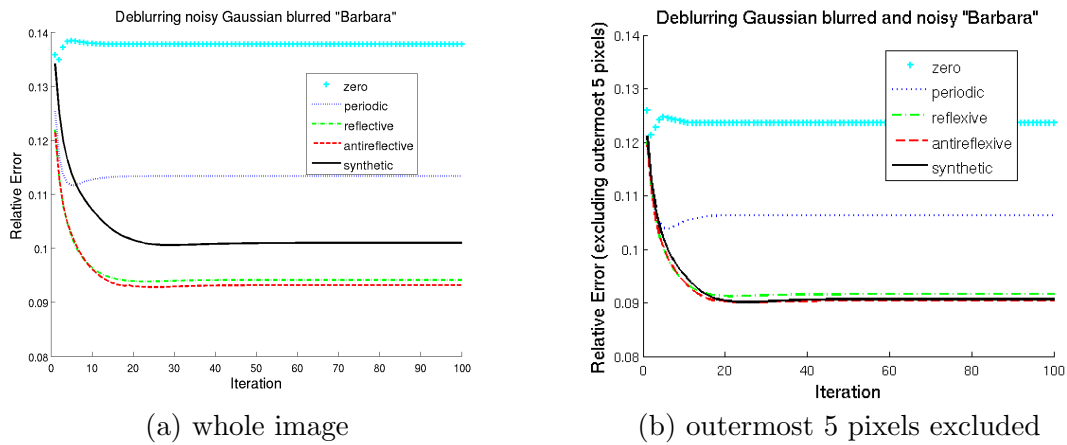 Deblurring noisy Gaussian blurred "Barbara"
0.14
0.13
0.12
0.11
0.1
0.09
0.08
Relative Error
zero
periodic
reflective
antireflective
synthetic
0 10 20 30 40 50 60 70 80 90 100
Iteration
(a) whole image
Deblurring Gaussian blurred and noisy "Barbara"
0.14
0.13
0.12
0.11
0.1
0.09
0.08
Relative Error (excluding outermost 5 pixels)
zero
periodic
reflexive
antireflexive
synthetic
0 20 40 60 80 100
Iteration
(b) outermost 5 pixels excluded